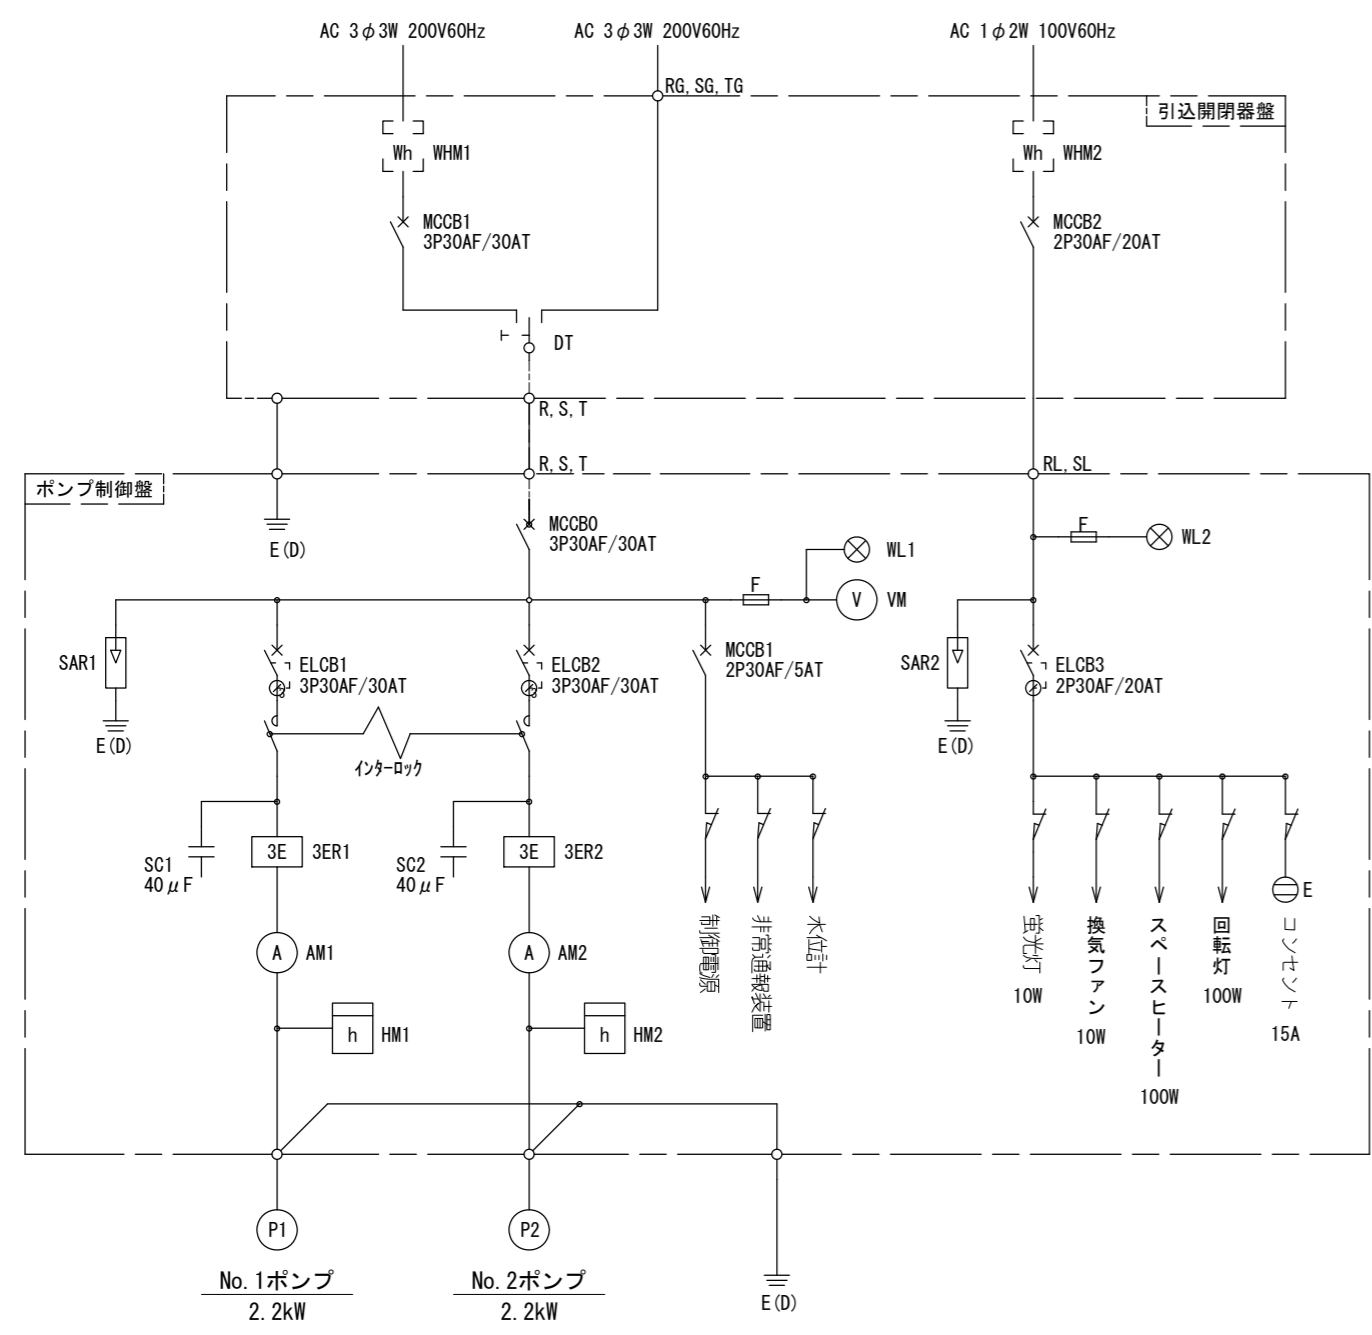 AC 3φ3W 200V60Hz
AC 3φ3W 200V60Hz
AC 1φ2W 100V60Hz
RG, SG, TG
引込開閉器盤
Wh WHM1
Wh WHM2
MCCB1
3P30AF/30AT
MCCB2
2P30AF/20AT
DT
R, S, T
R, S, T
RL, SL
ポンプ制御盤
E(D)
MCCB0
3P30AF/30AT
F
WL1
V VM
F
WL2
SAR1
E(D)
ELCB1
3P30AF/30AT
ELCB2
3P30AF/30AT
MCCB1
2P30AF/5AT
SAR2
E(D)
ELCB3
2P30AF/20AT
インターロック
SC1
40μF
3E 3ER1
SC2
40μF
3E 3ER2
A AM1
A AM2
h HM1
h HM2
制御電源
非常通報装置
水位計
蛍光灯
10W
換気ファン
10W
スペースヒーター
100W
回転灯
100W
E
コンセント
15A
P1
P2
No.1ポンプ
2.2kW
No.2ポンプ
2.2kW
E(D)